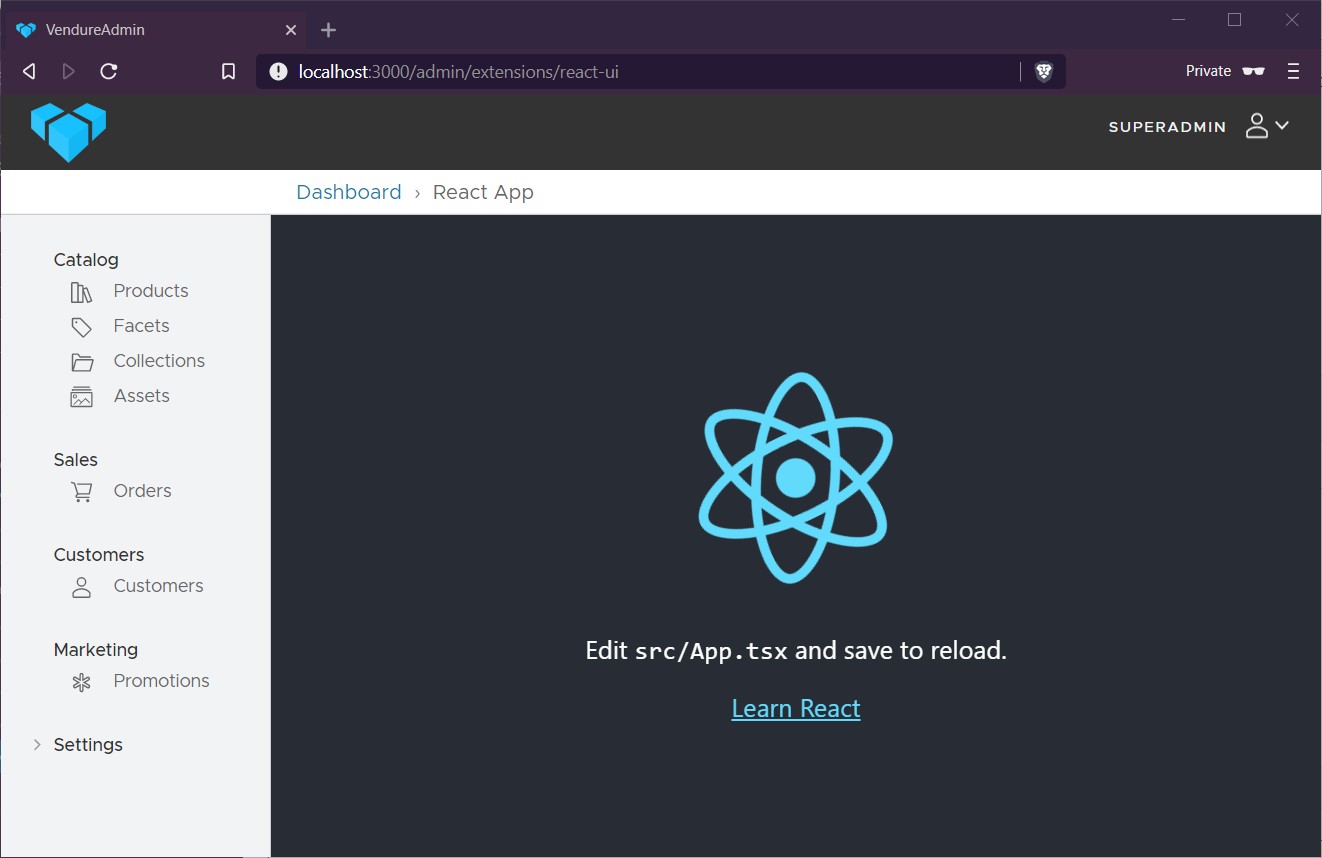 VendureAdmin
localhost:3000/admin/extensions/react-ui
Private
SUPERADMIN
Dashboard › React App
Catalog
Products
Facets
Collections
Assets
Sales
Orders
Customers
Customers
Marketing
Promotions
Settings
Edit src/App.tsx and save to reload.
Learn React